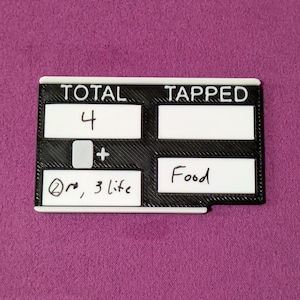 TOTAL TAPPED
4
+
②↷, 3 life
Food